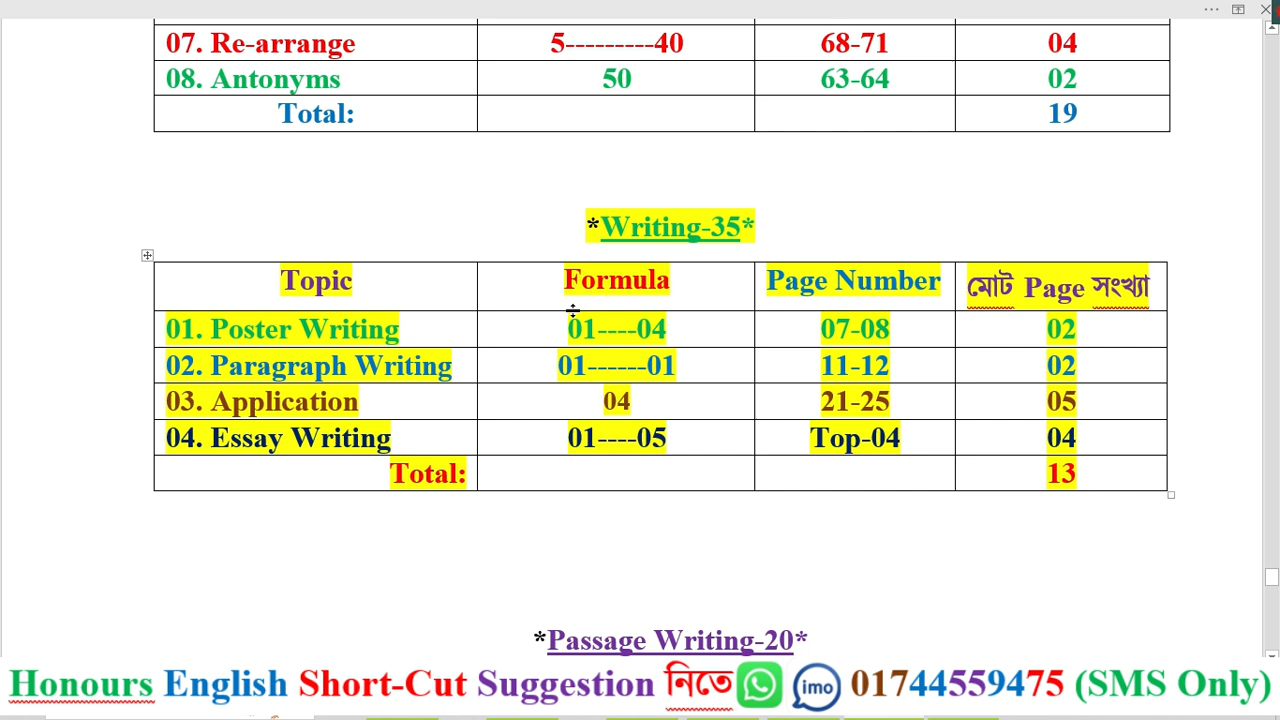 07. Re-arrange 5---------40 68-71 04
08. Antonyms 50 63-64 02
Total: 19
*Writing-35*
Topic Formula Page Number মোট Page সংখ্যা
01. Poster Writing 01----04 07-08 02
02. Paragraph Writing 01------01 11-12 02
03. Application 04 21-25 05
04. Essay Writing 01----05 Top-04 04
Total: 13
*Passage Writing-20*
Honours English Short-Cut Suggestion নিতে imo 01744559475 (SMS Only)